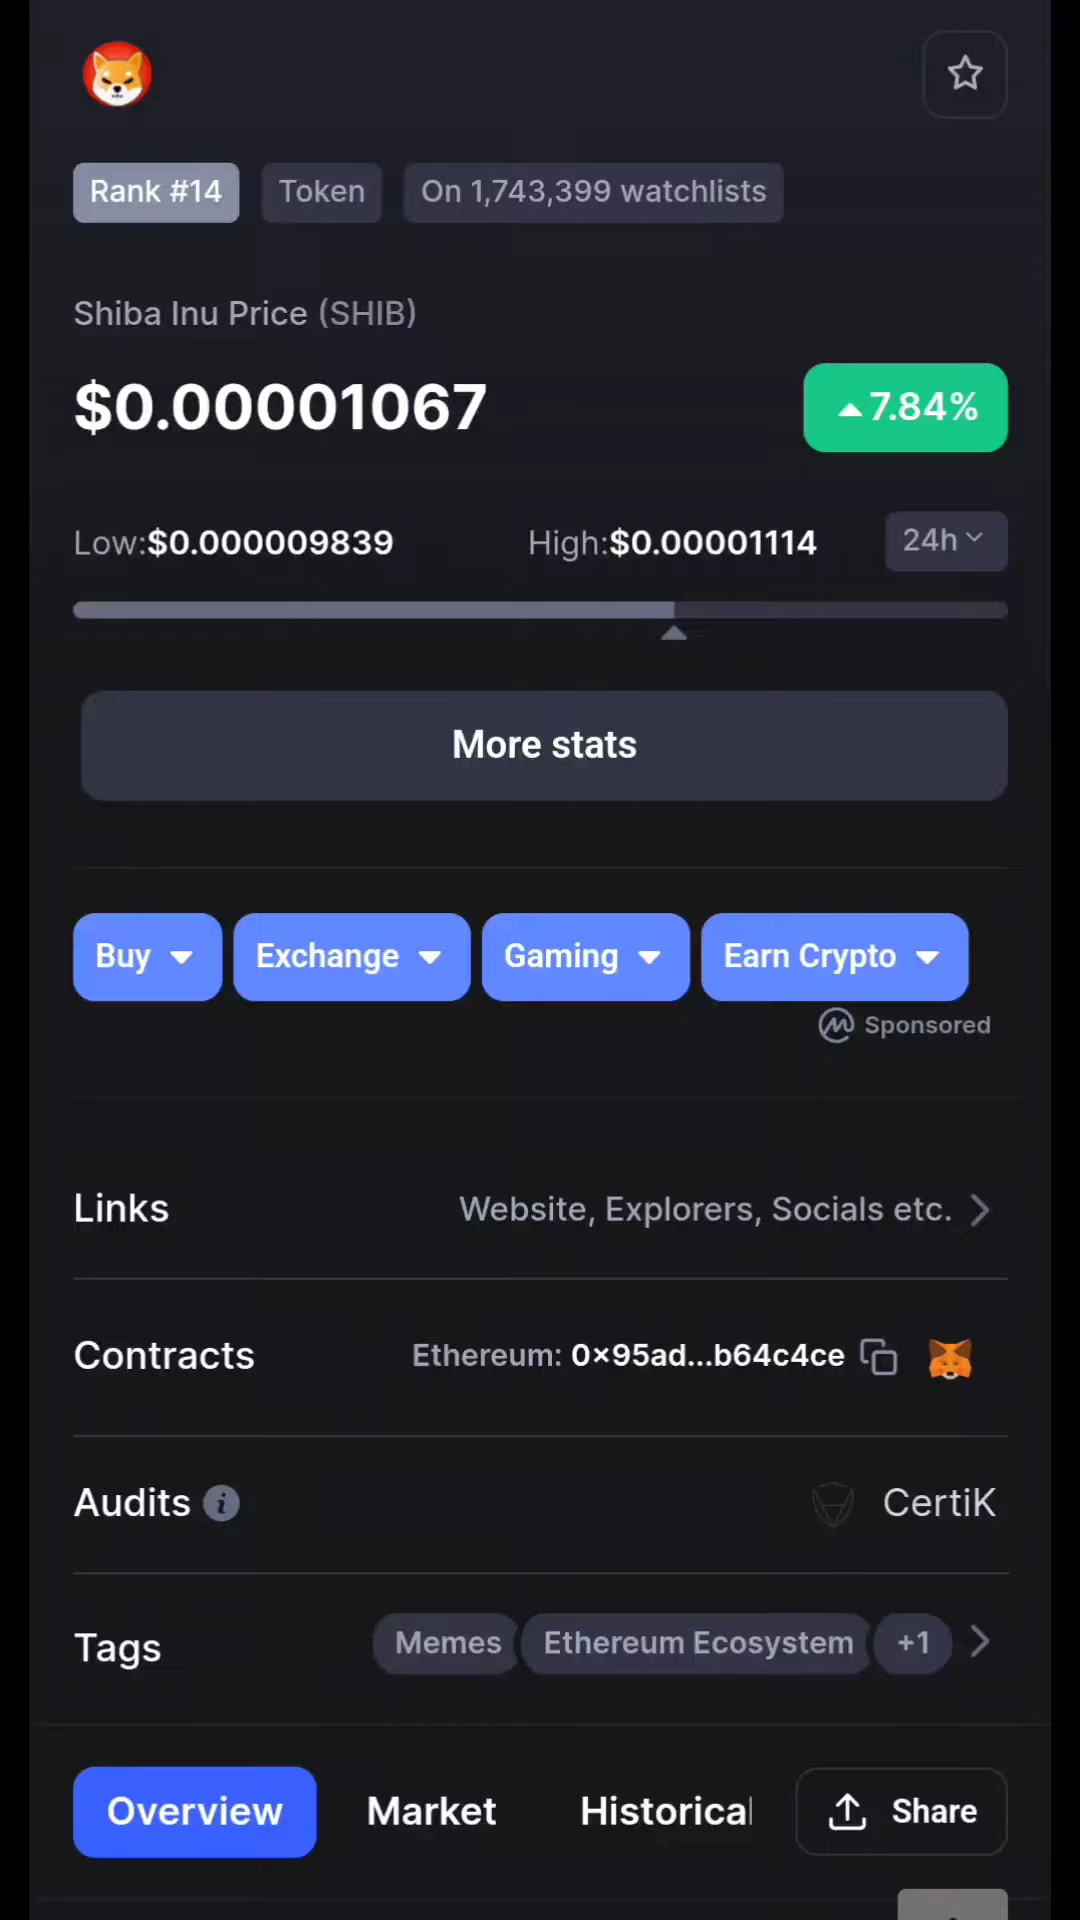 Rank #14 Token On 1,743,399 watchlists
Shiba Inu Price (SHIB)
$0.00001067 7.84%
Low:$0.000009839 High:$0.00001114 24h
More stats
Buy Exchange Gaming Earn Crypto
Sponsored
Links Website, Explorers, Socials etc.
Contracts Ethereum: 0x95ad...b64c4ce
Audits i CertiK
Tags Memes Ethereum Ecosystem +1
Overview Market Historical Share